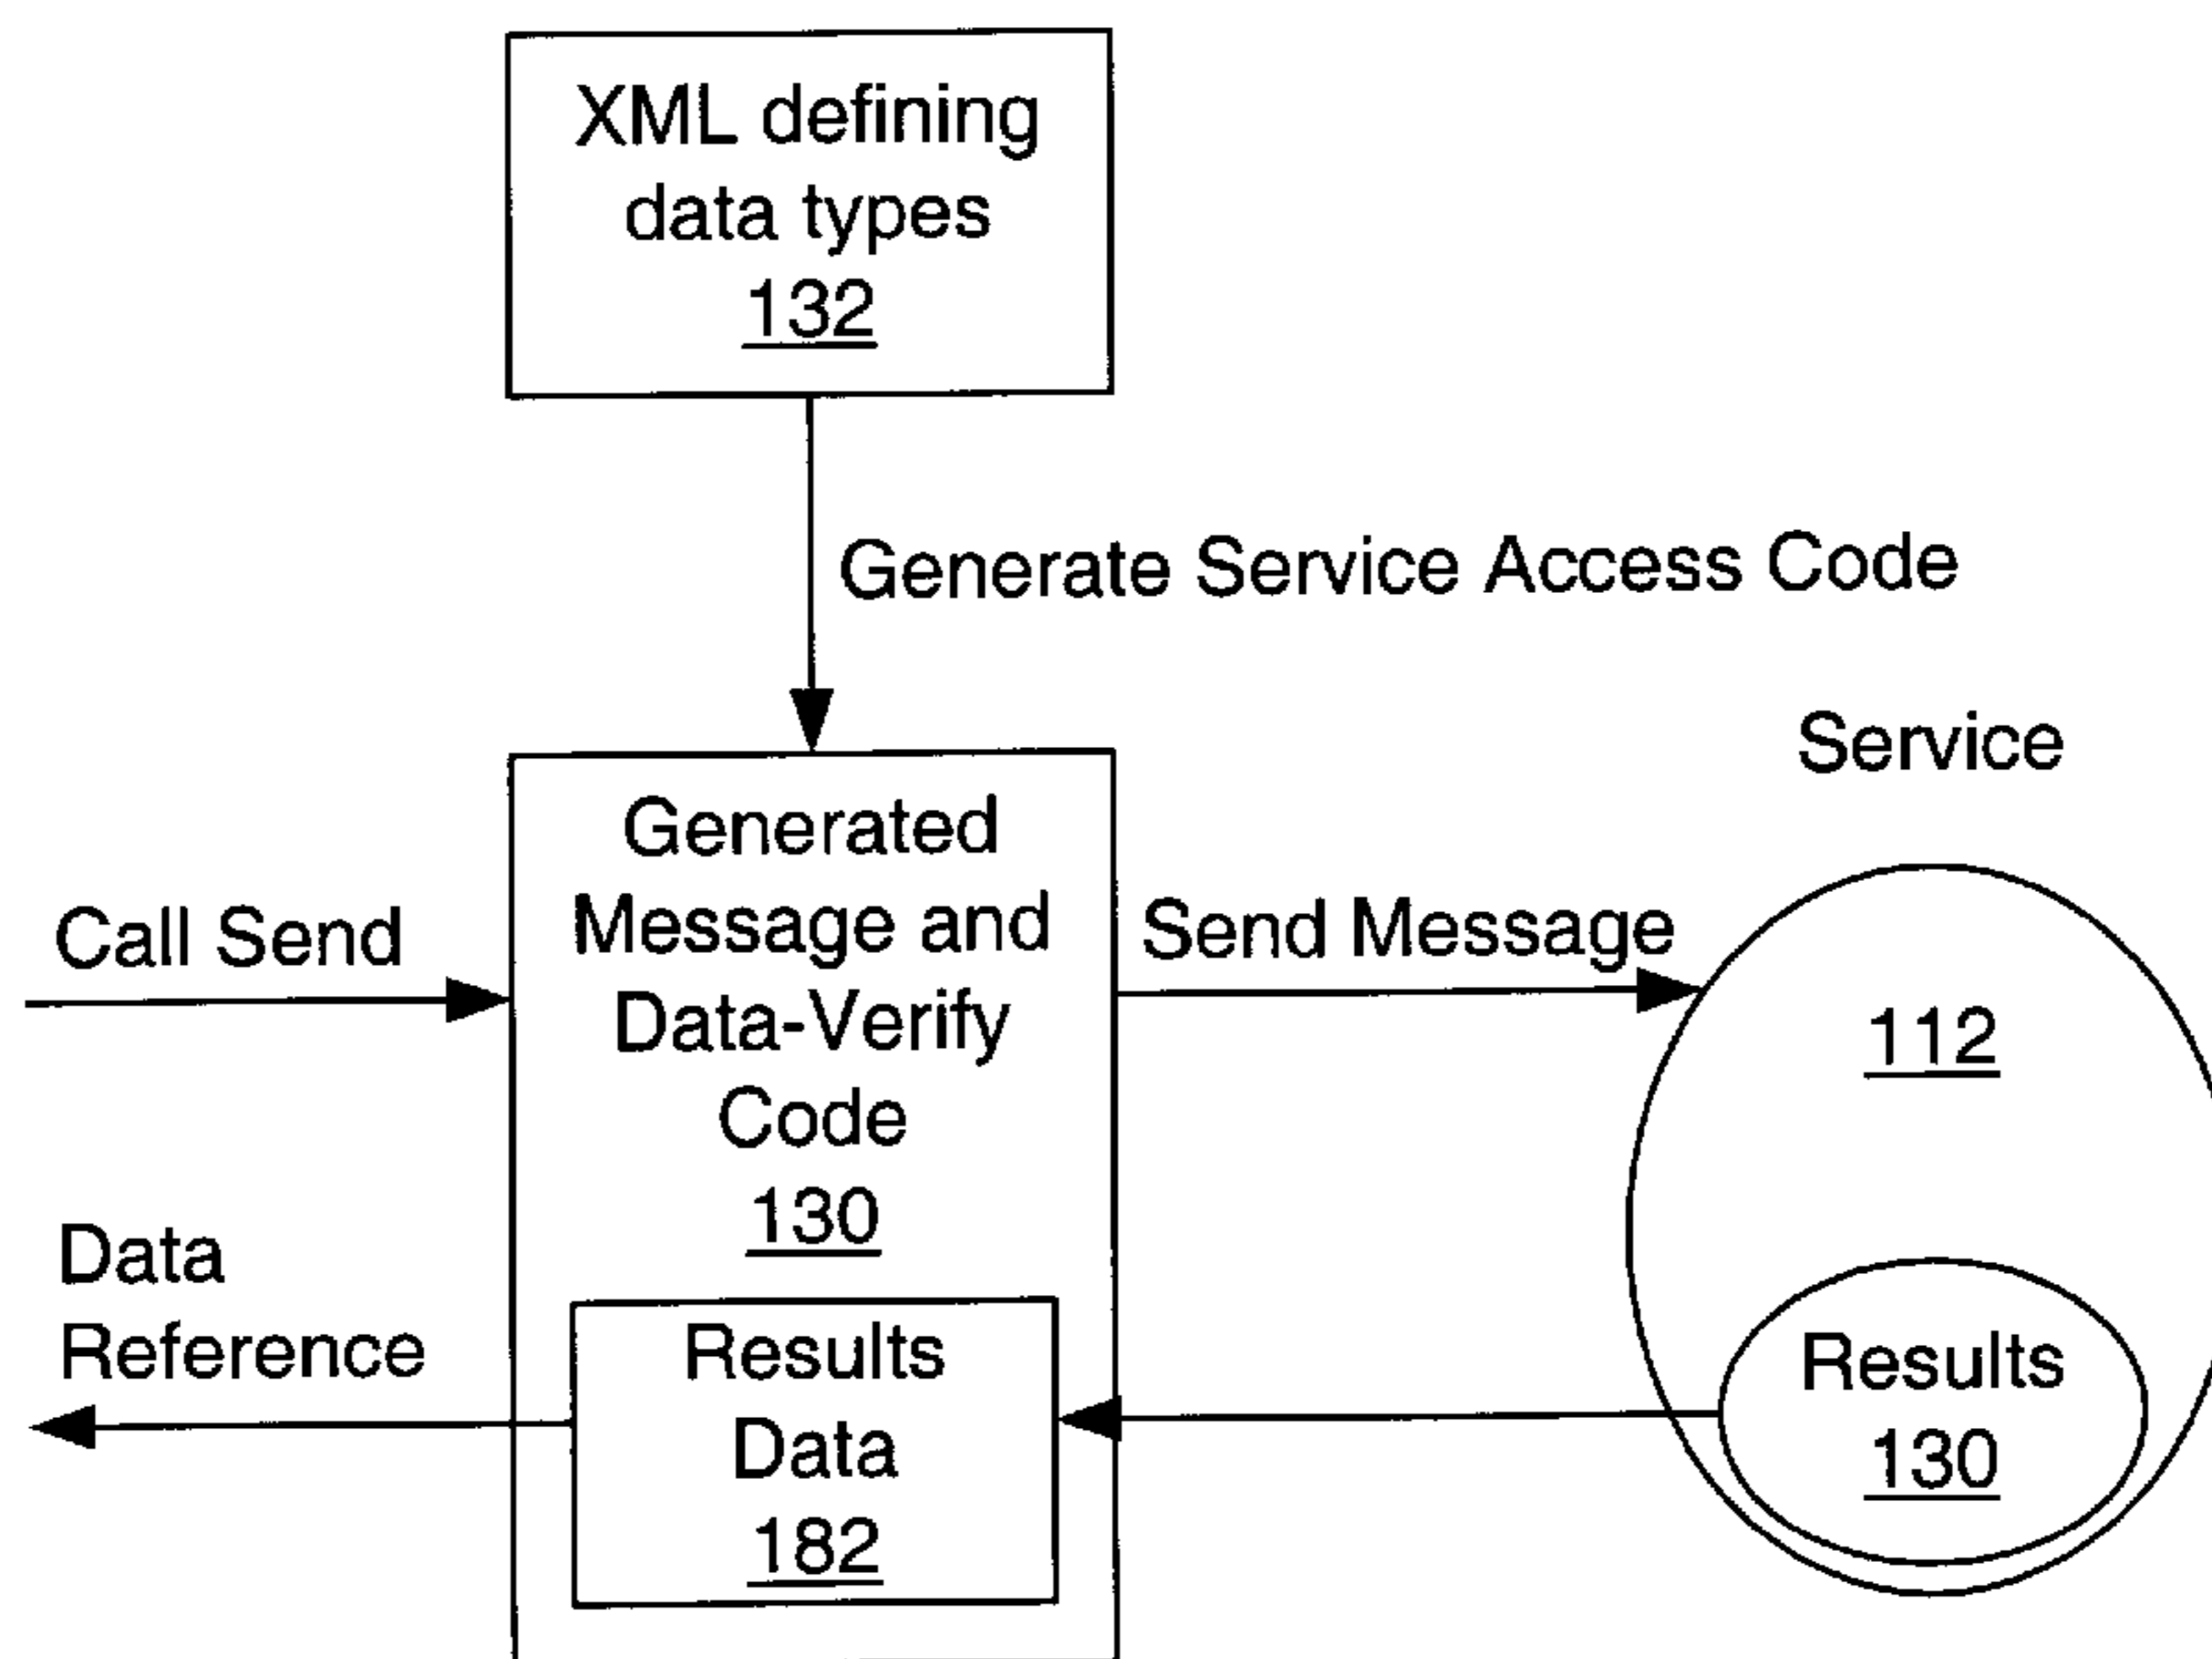 XML defining
data types
132
Generate Service Access Code
Service
Generated
Message and
Data-Verify
Code
130
Call Send
Send Message
112
Data
Reference
Results
Data
182
Results
130